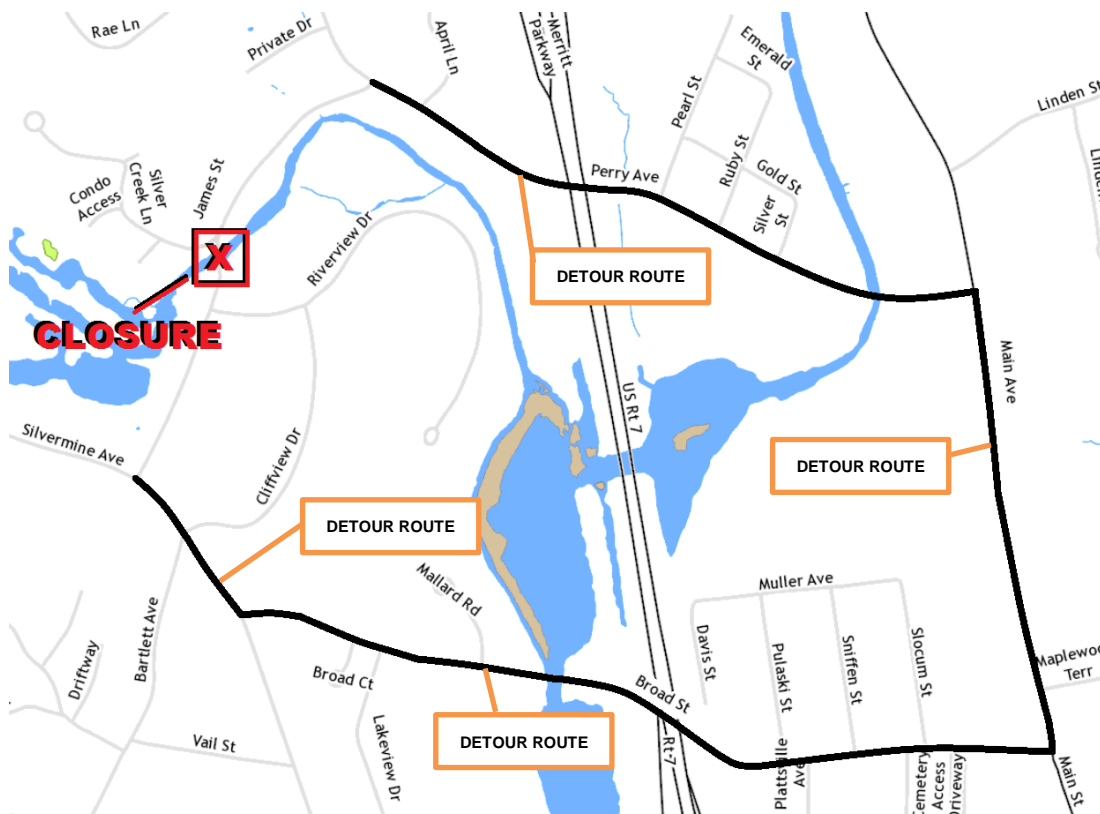 Rae Ln
Private Dr
April Ln
Merritt
Parkway
Emerald
St
Linden St
Pearl St
Ruby St
Gold St
Silver
St
Perry Ave
James St
Silver
Creek Ln
Condo
Access
Riverview Dr
X
CLOSURE
DETOUR ROUTE
US Rt 7
Main Ave
DETOUR ROUTE
Silvermine Ave
Cliffview Dr
DETOUR ROUTE
Mallard Rd
Muller Ave
Davis St
Pulaski St
Sniffen St
Slocum St
Bartlett Ave
Driftway
Broad Ct
Broad St
Terr
Vail St
Lakeview Dr
DETOUR ROUTE
Rt-7
Plattsville
Ave
Cemetery
Access
Driveway
Main St